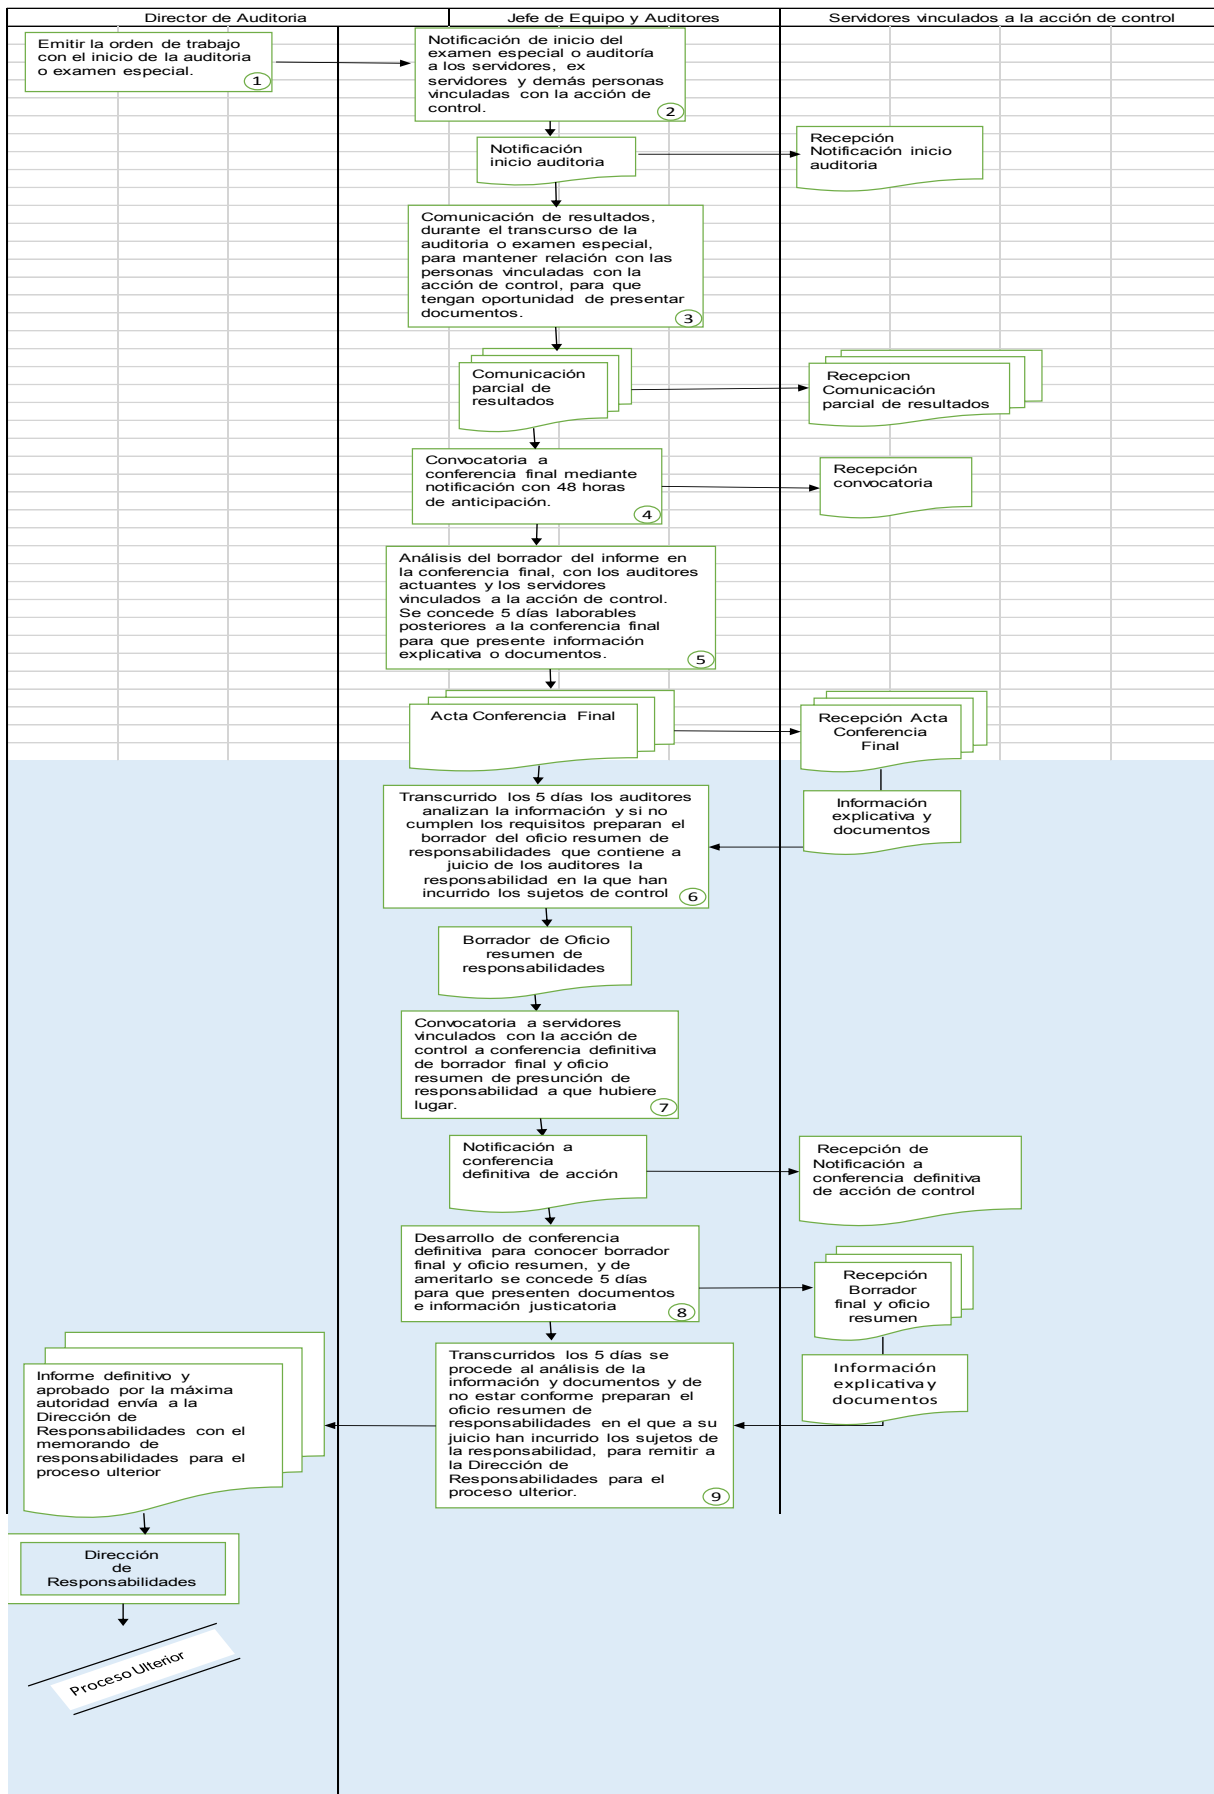 Director de Auditoria
Jefe de Equipo y Auditores
Servidores vinculados a la acción de control
Emitir la orden de trabajo
con el inicio de la auditoria
o examen especial.
1
Notificación de inicio del
examen especial o auditoría
a los servidores, ex
servidores y demás personas
vinculadas con la acción de
control.
2
Notificación
inicio auditoria
Recepción
Notificación inicio
auditoria
Comunicación de resultados,
durante el transcurso de la
auditoria o examen especial,
para mantener relación con las
personas vinculadas con la
acción de control, para que
tengan oportunidad de presentar
documentos.
3
Comunicación
parcial de
resultados
Recepcion
Comunicación
parcial de resultados
Convocatoria a
conferencia final mediante
notificación con 48 horas
de anticipación.
4
Recepción
convocatoria
Análisis del borrador del informe en
la conferencia final, con los auditores
actuantes y los servidores
vinculados a la acción de control.
Se concede 5 días laborables
posteriores a la conferencia final
para que presente información
explicativa o documentos.
5
Acta Conferencia Final
Recepción Acta
Conferencia
Final
Transcurrido los 5 días los auditores
analizan la información y si no
cumplen los requisitos preparan el
borrador del oficio resumen de
responsabilidades que contiene a
juicio de los auditores la
responsabilidad en la que han
incurrido los sujetos de control
6
Información
explicativa y
documentos
Borrador de Oficio
resumen de
responsabilidades
Convocatoria a servidores
vinculados con la acción de
control a conferencia definitiva
de borrador final y oficio
resumen de presunción de
responsabilidad a que hubiere
lugar.
7
Notificación a
conferencia
definitiva de acción
Recepción de
Notificación a
conferencia definitiva
de acción de control
Desarrollo de conferencia
definitiva para conocer borrador
final y oficio resumen, y de
ameritarlo se concede 5 días
para que presenten documentos
e información justicatoria
8
Recepción
Borrador
final y oficio
resumen
Transcurridos los 5 días se
procede al análisis de la
información y documentos y de
no estar conforme preparan el
oficio resumen de
responsabilidades en el que a su
juicio han incurrido los sujetos de
la responsabilidad, para remitir a
la Dirección de
Responsabilidades para el
proceso ulterior.
9
Información
explicativa y
documentos
Informe definitivo y
aprobado por la máxima
autoridad envía a la
Dirección de
Responsabilidades con el
memorando de
responsabilidades para el
proceso ulterior
Dirección
de
Responsabilidades
Proceso Ulterior